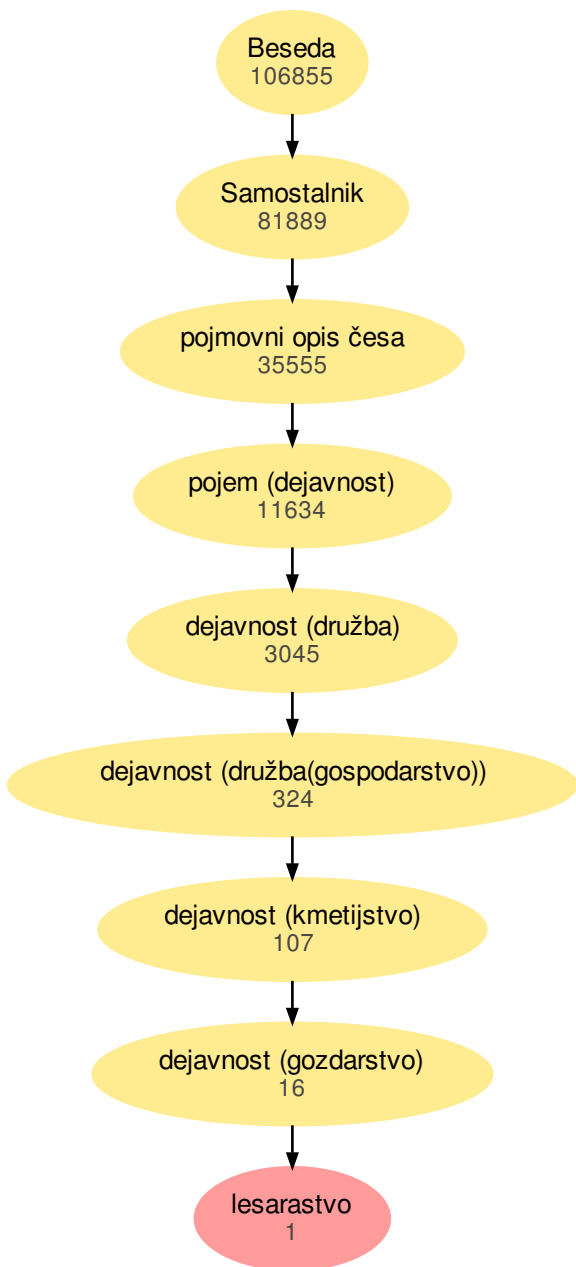 Beseda
106855
Samostalnik
81889
pojmovni opis česa
35555
pojem (dejavnost)
11634
dejavnost (družba)
3045
dejavnost (družba(gospodarstvo))
324
dejavnost (kmetijstvo)
107
dejavnost (gozdarstvo)
16
lesarastvo
1